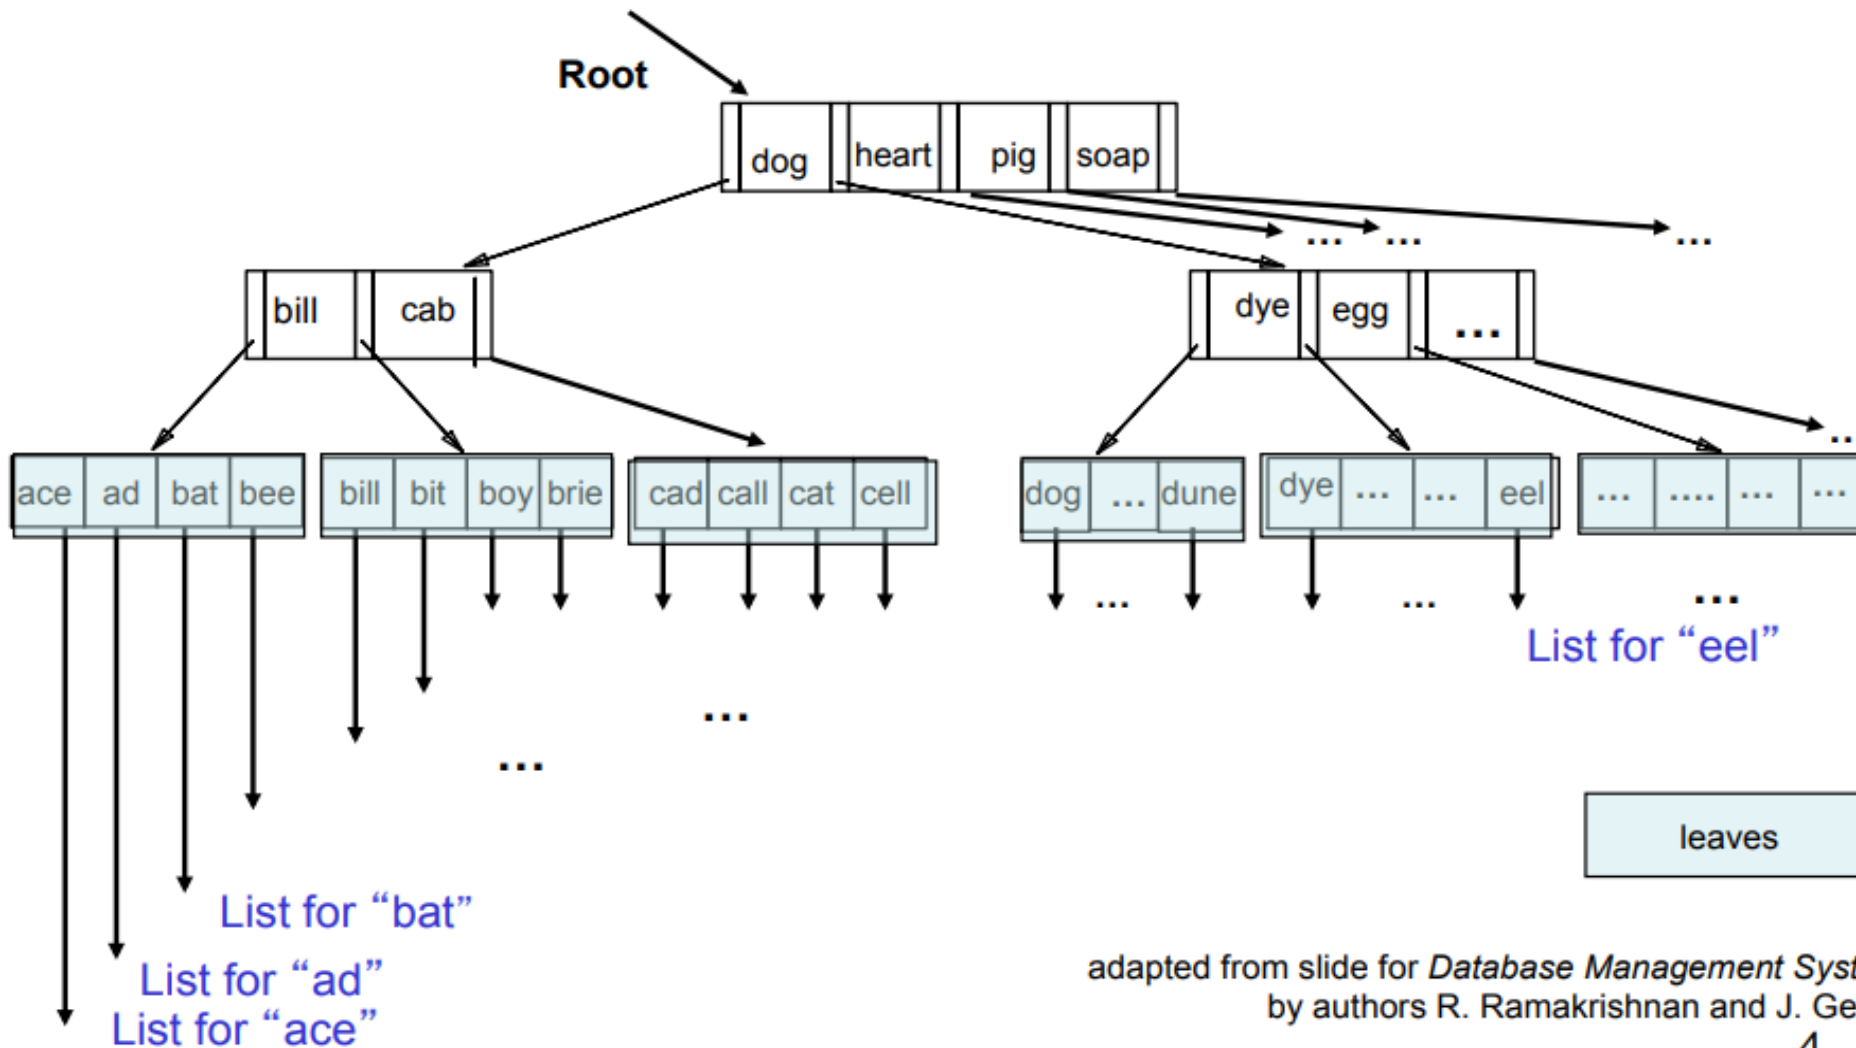 Root
dog heart pig soap
... ... ...
bill cab
dye egg ...
...
ace ad bat bee bill bit boy brie cad call cat cell dog ... dune dye ... ... eel ... .... ... ...
... ... ...
List for “eel”
...
...
leaves
List for “bat”
adapted from slide for Database Management Syst
List for “ad”
by authors R. Ramakrishnan and J. Ge
List for “ace”
4